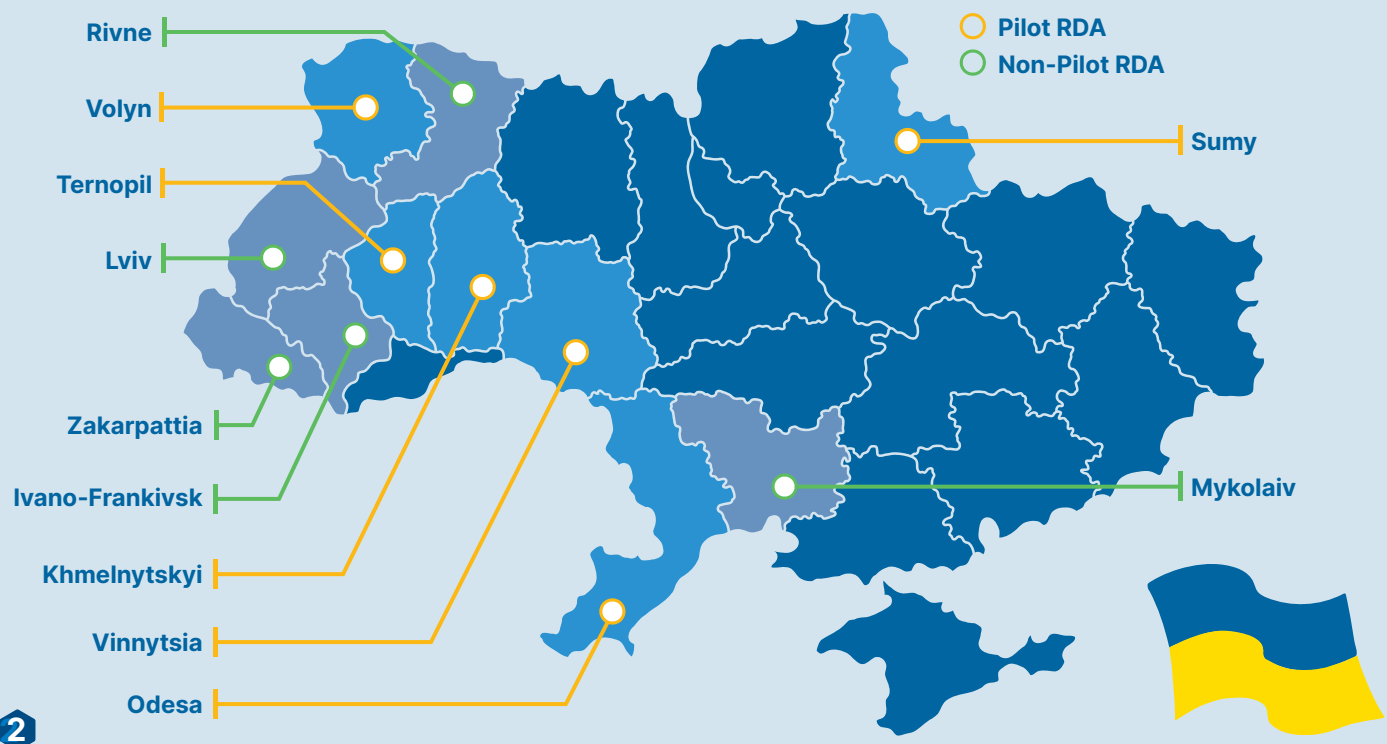 Rivne
Volyn
Ternopil
Lviv
Zakarpattia
Ivano-Frankivsk
Khmelnytskyi
Vinnytsia
Odesa
Pilot RDA
Non-Pilot RDA
Sumy
Mykolaiv
2